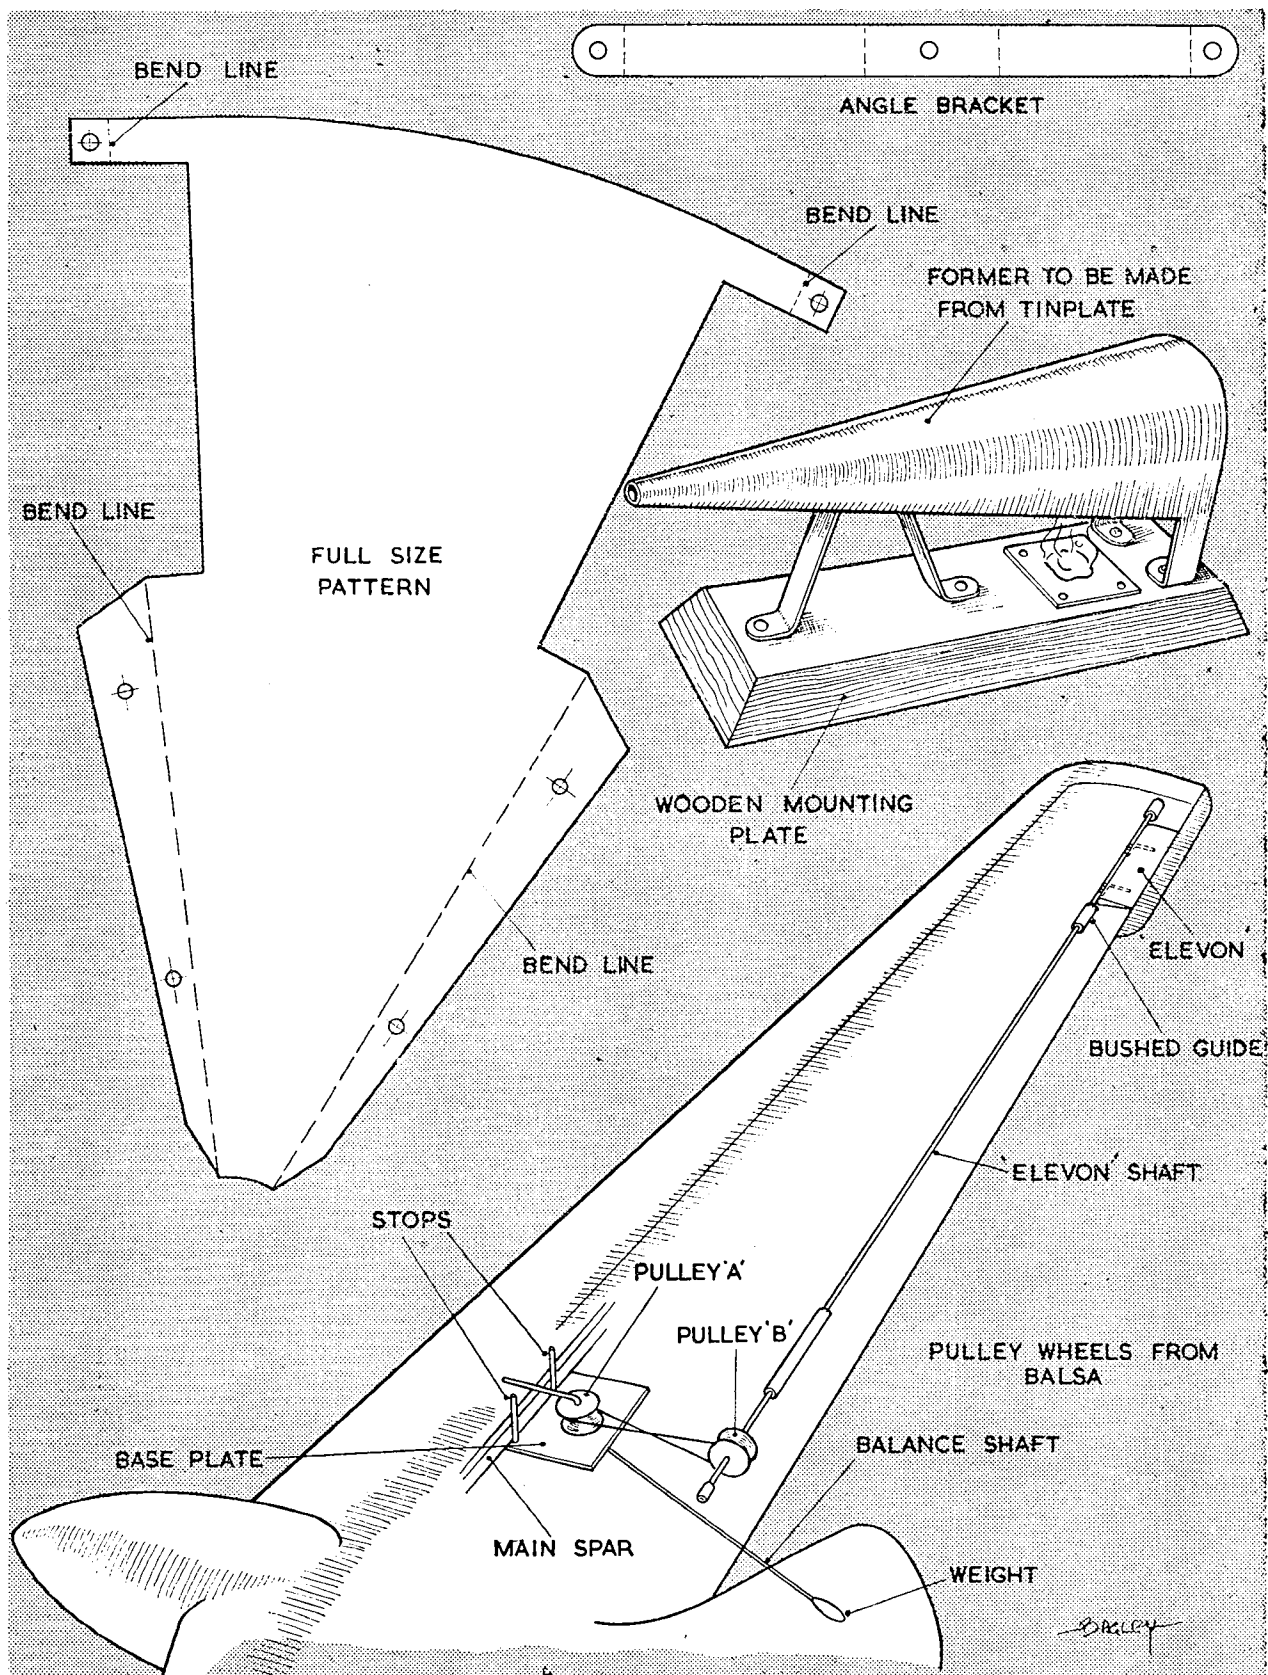 BEND LINE
ANGLE BRACKET
BEND LINE
FORMER TO BE MADE
FROM TINPLATE
BEND LINE
FULL SIZE
PATTERN
WOODEN MOUNTING
PLATE
BEND LINE
'ELEVON'
BUSHED GUIDE
'ELEVON' SHAFT
STOPS
PULLEY 'A'
PULLEY 'B'
PULLEY WHEELS FROM
BALSA
BASE PLATE
BALANCE SHAFT
MAIN SPAR
WEIGHT
BAGLEY